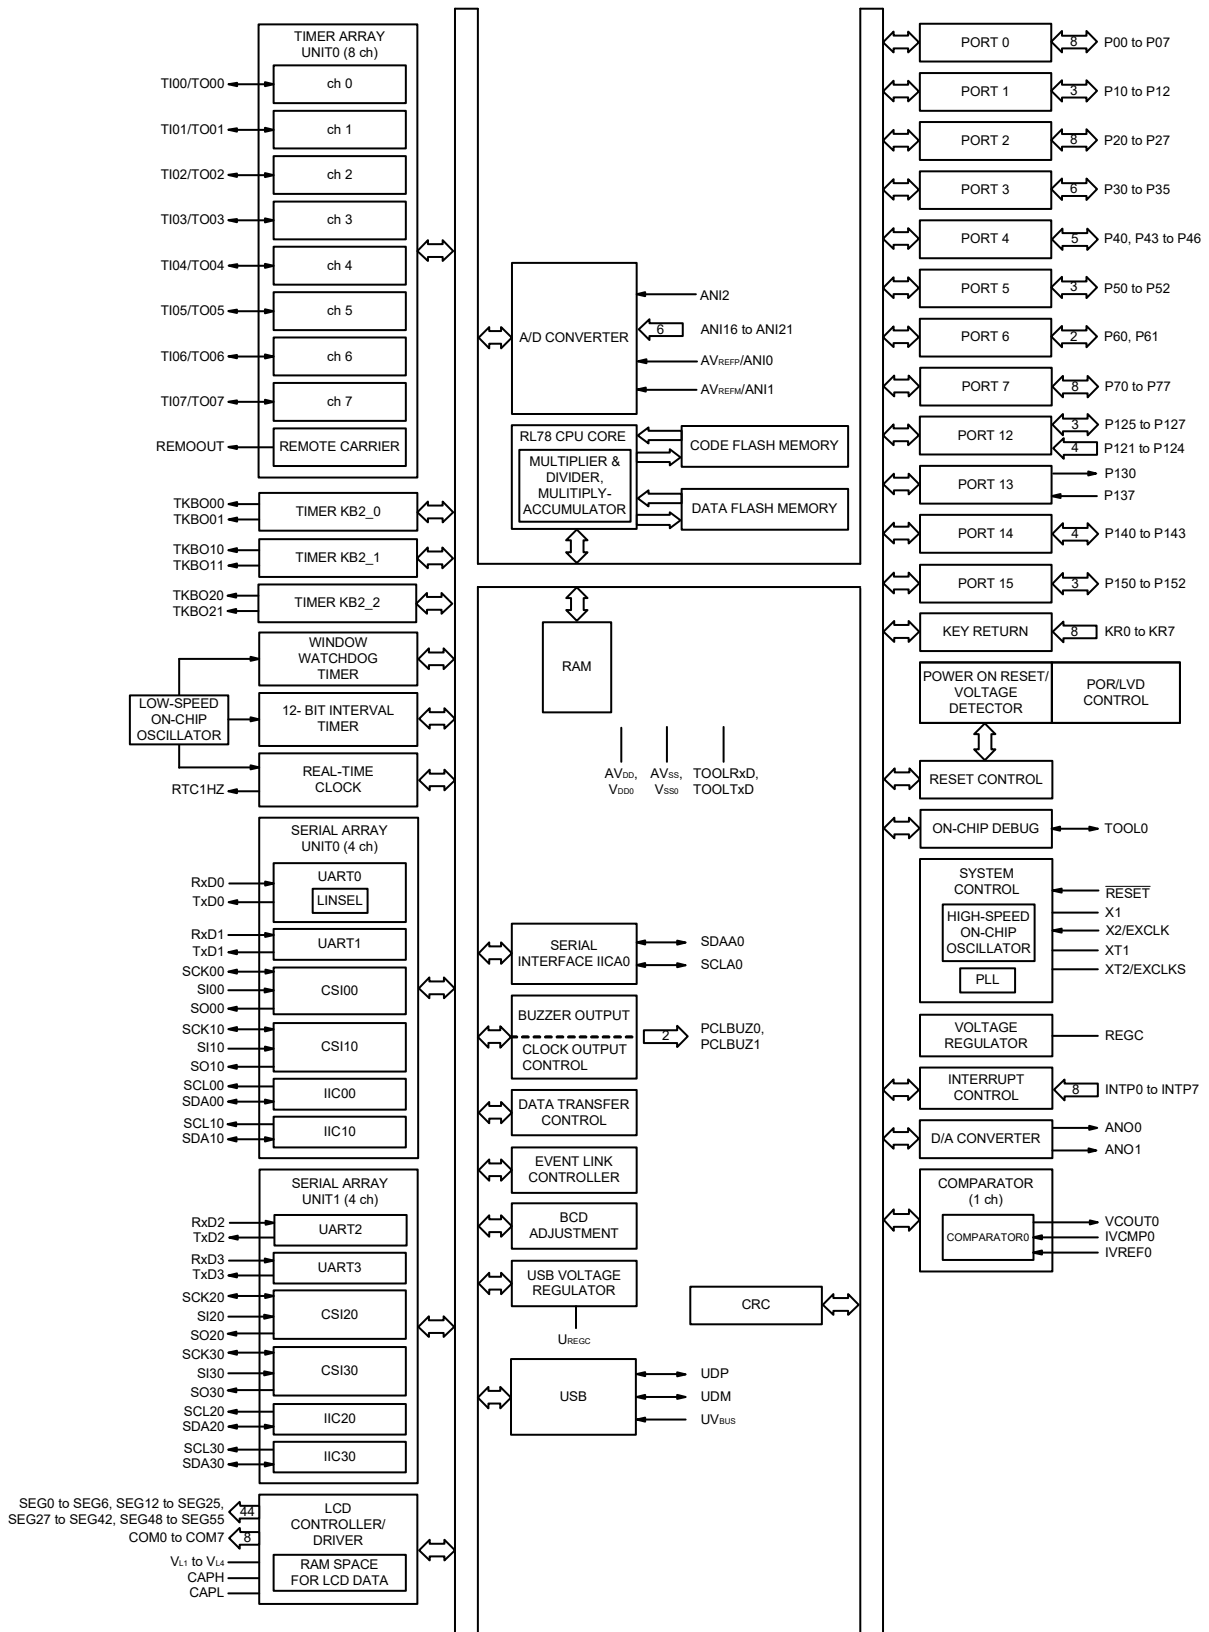 TIMER ARRAY
UNIT0 (8 ch)
TI00/TO00
ch 0
TI01/TO01
ch 1
TI02/TO02
ch 2
TI03/TO03
ch 3
TI04/TO04
ch 4
TI05/TO05
ch 5
TI06/TO06
ch 6
TI07/TO07
ch 7
REMOOUT
REMOTE CARRIER
TKBO00
TKBO01
TIMER KB2_0
TKBO10
TKBO11
TIMER KB2_1
TKBO20
TKBO21
TIMER KB2_2
WINDOW
WATCHDOG
TIMER
LOW-SPEED
ON-CHIP
OSCILLATOR
12- BIT INTERVAL
TIMER
REAL-TIME
CLOCK
RTC1HZ
SERIAL ARRAY
UNIT0 (4 ch)
RxD0
TxD0
UART0
LINSEL
RxD1
TxD1
UART1
SCK00
SI00
SO00
CSI00
SCK10
SI10
SO10
CSI10
SCL00
SDA00
IIC00
SCL10
SDA10
IIC10
SERIAL ARRAY
UNIT1 (4 ch)
RxD2
TxD2
UART2
RxD3
TxD3
UART3
SCK20
SI20
SO20
CSI20
SCK30
SI30
SO30
CSI30
SCL20
SDA20
IIC20
SCL30
SDA30
IIC30
SEG0 to SEG6, SEG12 to SEG25,
SEG27 to SEG42, SEG48 to SEG55
44
COM0 to COM7
8
VL1 to VL4
CAPH
CAPL
LCD
CONTROLLER/
DRIVER
RAM SPACE
FOR LCD DATA
A/D CONVERTER
ANI2
6
ANI16 to ANI21
AVREFP/ANI0
AVREFM/ANI1
RL78 CPU CORE
MULTIPLIER &
DIVIDER,
MULITIPLY-
ACCUMULATOR
CODE FLASH MEMORY
DATA FLASH MEMORY
RAM
AVDD,
VDD0
AVSS,
VSS0
TOOLRxD,
TOOLTxD
SERIAL
INTERFACE IICA0
SDAA0
SCLA0
BUZZER OUTPUT
CLOCK OUTPUT
CONTROL
2
PCLBUZ0,
PCLBUZ1
DATA TRANSFER
CONTROL
EVENT LINK
CONTROLLER
BCD
ADJUSTMENT
USB VOLTAGE
REGULATOR
UREGC
CRC
USB
UDP
UDM
UVBUS
PORT 0
8
P00 to P07
PORT 1
3
P10 to P12
PORT 2
8
P20 to P27
PORT 3
6
P30 to P35
PORT 4
5
P40, P43 to P46
PORT 5
3
P50 to P52
PORT 6
2
P60, P61
PORT 7
8
P70 to P77
PORT 12
3
P125 to P127
4
P121 to P124
PORT 13
P130
P137
PORT 14
4
P140 to P143
PORT 15
3
P150 to P152
KEY RETURN
8
KR0 to KR7
POWER ON RESET/
VOLTAGE
DETECTOR
POR/LVD
CONTROL
RESET CONTROL
ON-CHIP DEBUG
TOOL0
SYSTEM
CONTROL
HIGH-SPEED
ON-CHIP
OSCILLATOR
PLL
RESET
X1
X2/EXCLK
XT1
XT2/EXCLKS
VOLTAGE
REGULATOR
REGC
INTERRUPT
CONTROL
8
INTP0 to INTP7
D/A CONVERTER
ANO0
ANO1
COMPARATOR
(1 ch)
COMPARATOR0
VCOUT0
IVCMP0
IVREF0